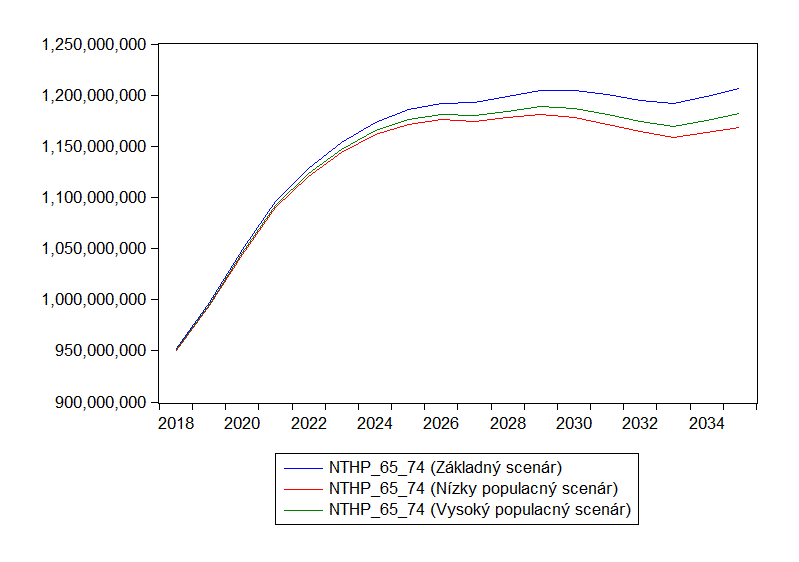 1,250,000,000
1,200,000,000
1,150,000,000
1,100,000,000
1,050,000,000
1,000,000,000
950,000,000
900,000,000
2018 2020 2022 2024 2026 2028 2030 2032 2034
NTHP_65_74 (Základný scenár)
NTHP_65_74 (Nízky populacný scenár)
NTHP_65_74 (Vysoký populacný scenár)